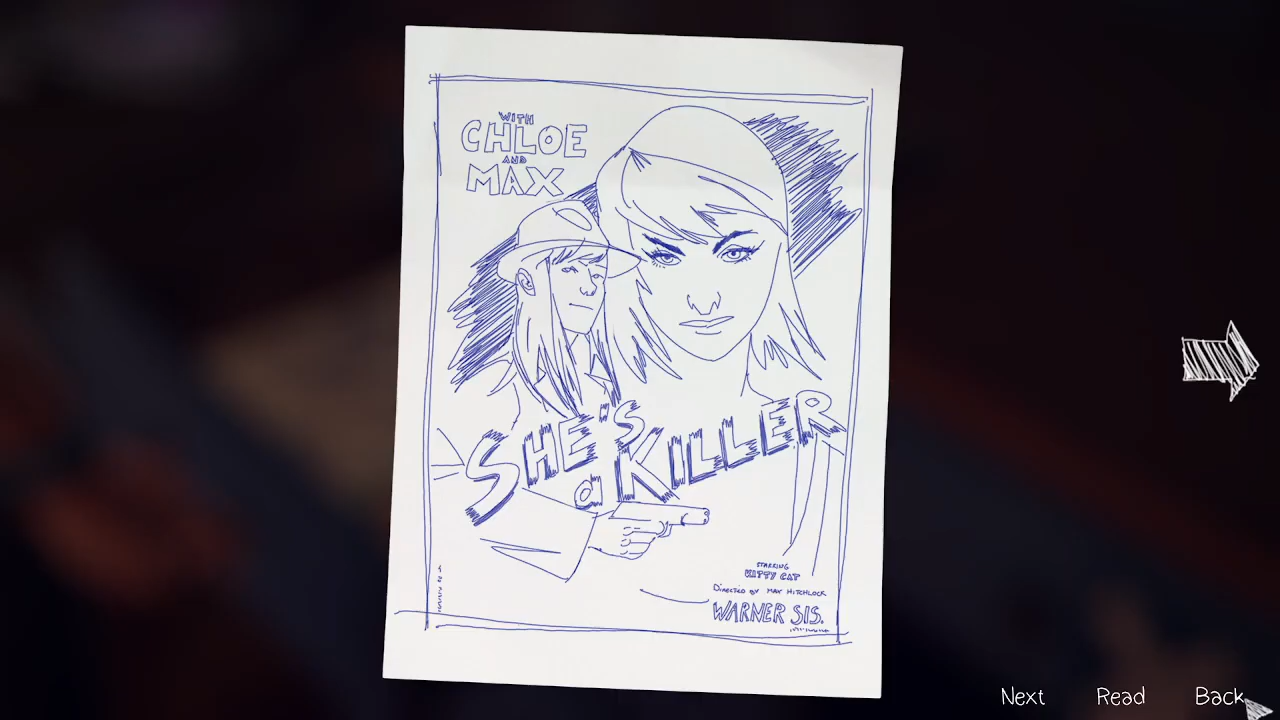 WITH
CHLOE
AND
MAX
SHE'S
a KILLER
STARRING
KITTY CAT
DIRECTED BY MAX HITCHLOCK
WARNER SIS.
Next Read Back